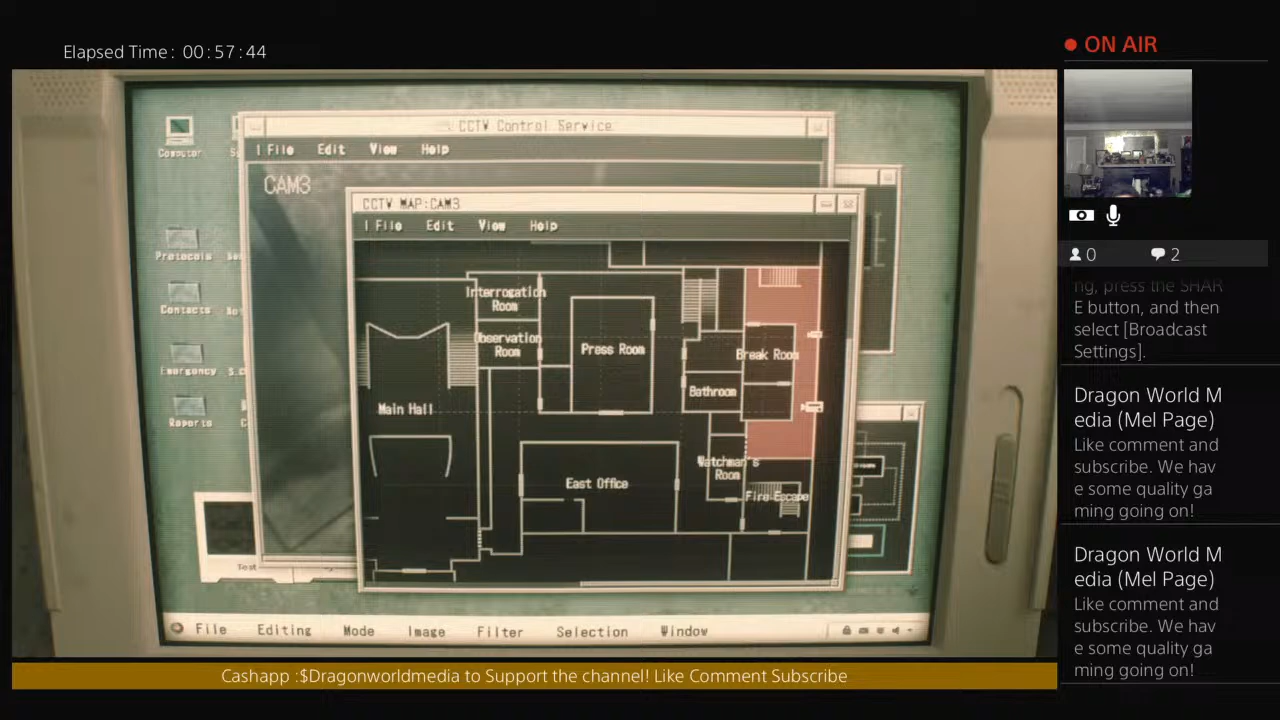 Elapsed Time: 00:57:44
ON AIR
CCTV Control Service
File Edit View Help
CAM3
CCTV MAP:CAM3
File Edit View Help
Computer
Protocols
Contacts
Emergency
Reports
Interrogation
Room
Observation
Room
Press Room
Break Room
Bathroom
Main Hall
Watchman's
Room
East Office
Fire Escape
Test
File Editing Mode Image Filter Selection Window
Cashapp :$Dragonworldmedia to Support the channel! Like Comment Subscribe
0 2
ng, press the SHAR
E button, and then
select [Broadcast
Settings].
Dragon World M
edia (Mel Page)
Like comment and
subscribe. We hav
e some quality ga
ming going on!
Dragon World M
edia (Mel Page)
Like comment and
subscribe. We hav
e some quality ga
ming going on!